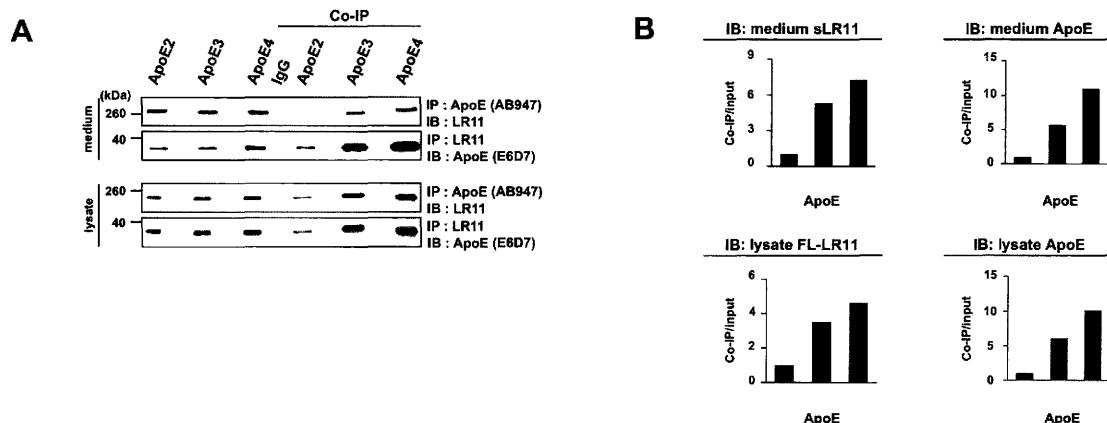 A
Co-IP
ApoE2
ApoE3
ApoE4
IgG
ApoE2
ApoE3
ApoE4
(kDa)
medium
260
IP : ApoE (AB947)
IB : LR11
40
IP : LR11
IB : ApoE (E6D7)
lysate
260
IP : ApoE (AB947)
IB : LR11
40
IP : LR11
IB : ApoE (E6D7)
B
IB: medium sLR11
Co-IP/input
9
6
3
0
ApoE
IB: medium ApoE
Co-IP/input
15
10
5
0
ApoE
IB: lysate FL-LR11
Co-IP/input
6
4
2
0
ApoE
IB: lysate ApoE
Co-IP/input
15
10
5
0
ApoE